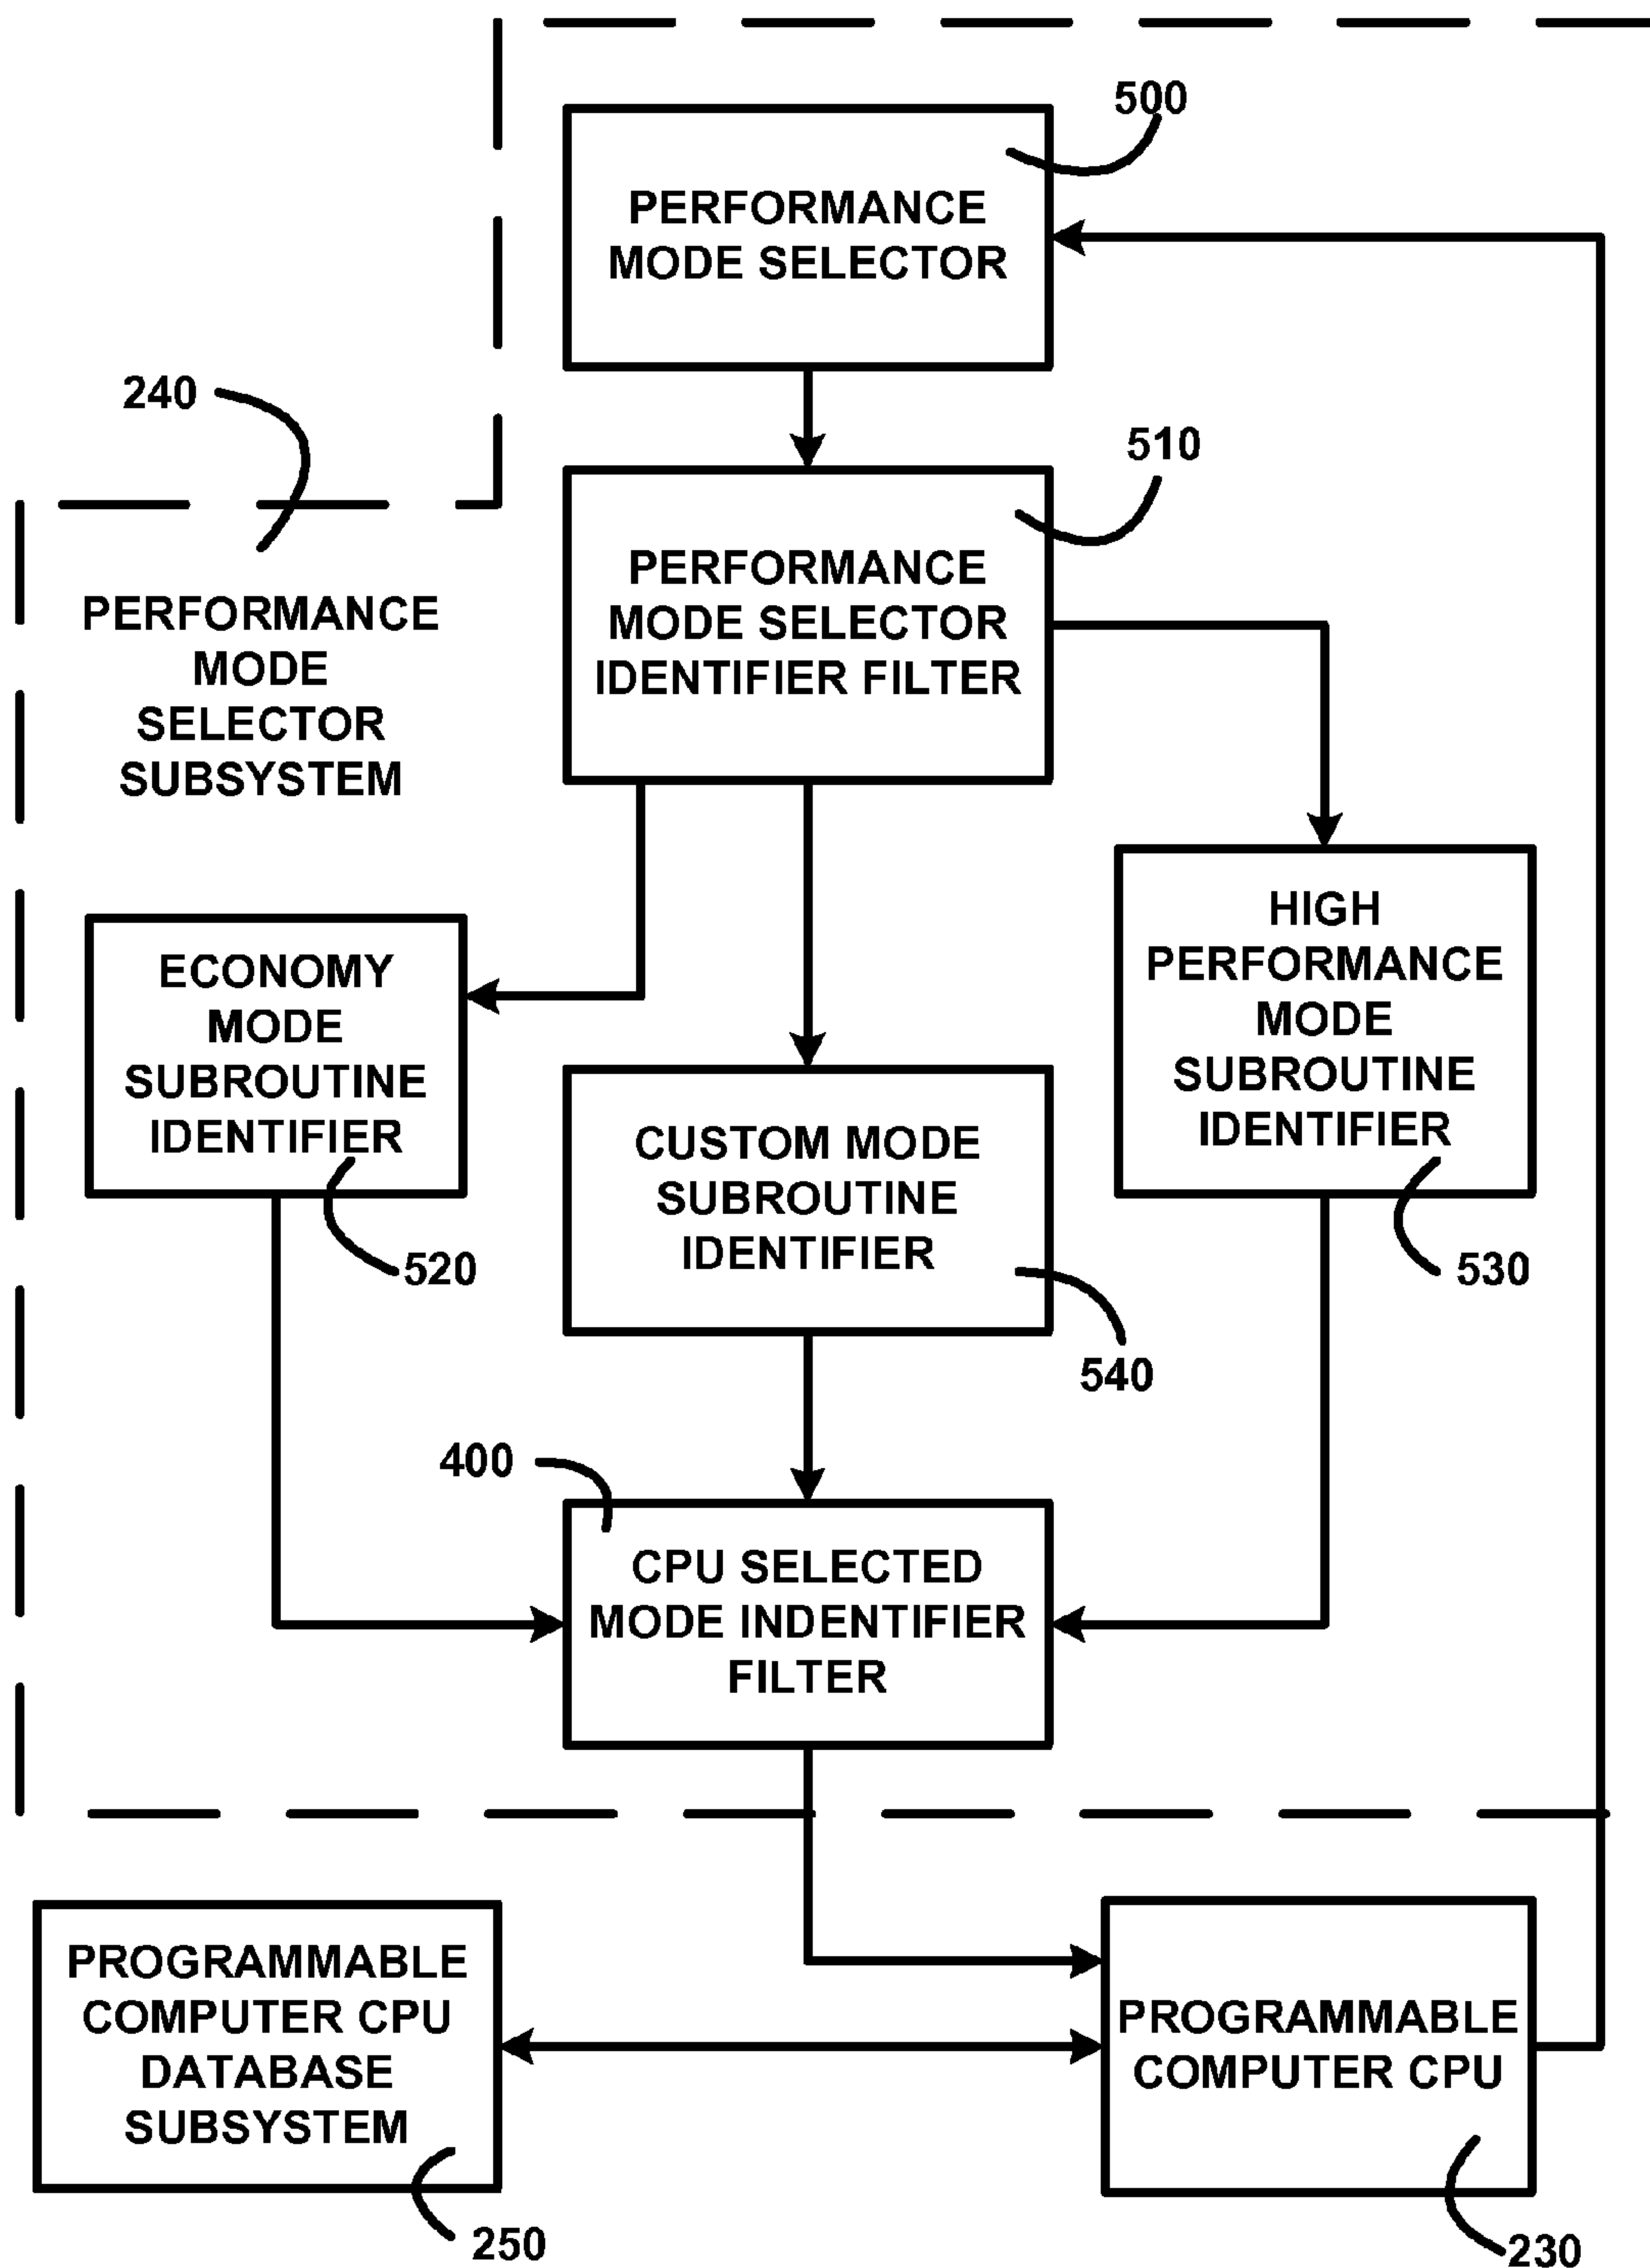 500
PERFORMANCE
MODE SELECTOR
240
510
PERFORMANCE
MODE SELECTOR
IDENTIFIER FILTER
PERFORMANCE
MODE
SELECTOR
SUBSYSTEM
HIGH
PERFORMANCE
MODE
SUBROUTINE
IDENTIFIER
ECONOMY
MODE
SUBROUTINE
IDENTIFIER
CUSTOM MODE
SUBROUTINE
IDENTIFIER
520
530
540
400
CPU SELECTED
MODE INDENTIFIER
FILTER
PROGRAMMABLE
COMPUTER CPU
DATABASE
SUBSYSTEM
PROGRAMMABLE
COMPUTER CPU
250
230